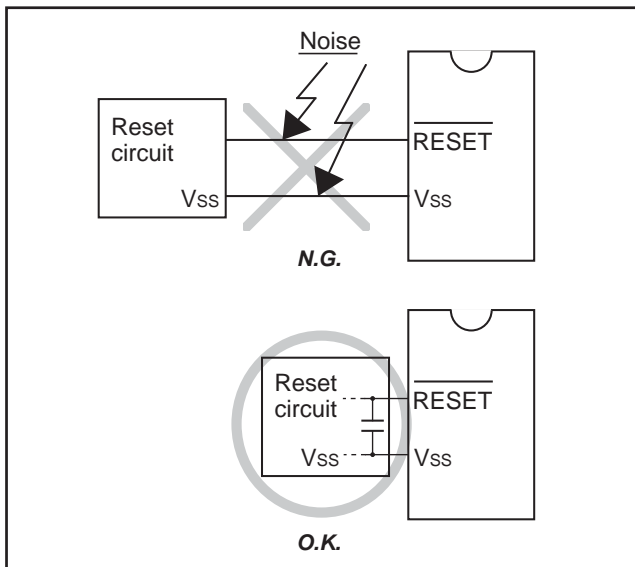 Noise
Reset
circuit
RESET
VSS
VSS
N.G.
Reset
circuit
RESET
VSS
VSS
O.K.